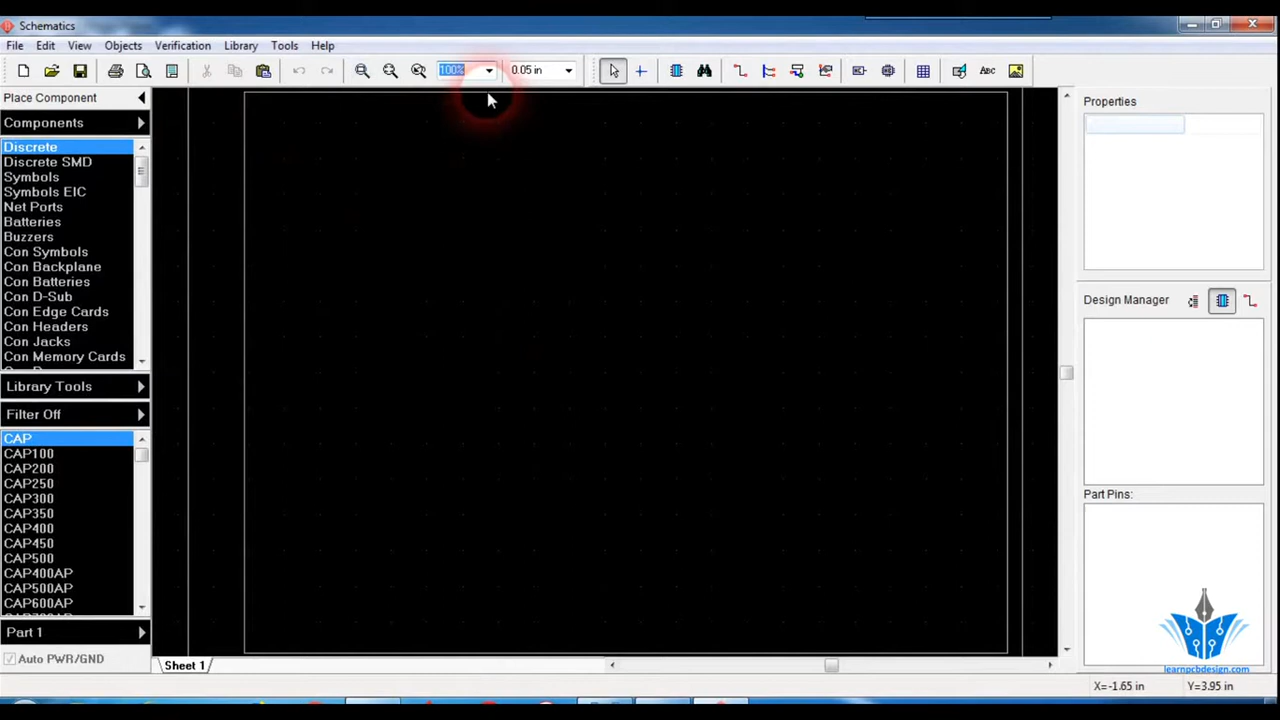 Schematics
File Edit View Objects Verification Library Tools Help
100% 0.05 in Abc
Place Component
Components
Discrete
Discrete SMD
Symbols
Symbols EIC
Net Ports
Batteries
Buzzers
Con Symbols
Con Backplane
Con Batteries
Con D-Sub
Con Edge Cards
Con Headers
Con Jacks
Con Memory Cards
Library Tools
Filter Off
CAP
CAP100
CAP200
CAP250
CAP300
CAP350
CAP400
CAP450
CAP500
CAP400AP
CAP500AP
CAP600AP
Part 1
Auto PWR/GND
Sheet 1
Properties
Design Manager
Part Pins:
learnpcbdesign.com
X=-1.65 in Y=3.95 in